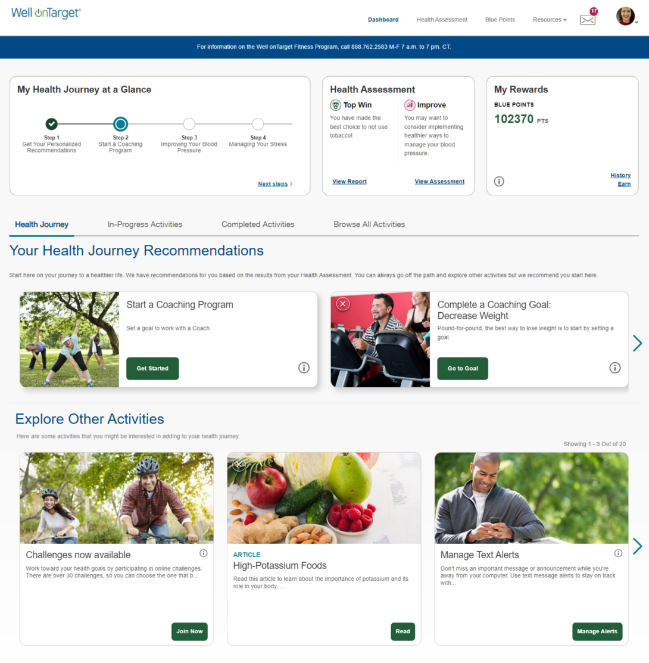 Well onTarget®
Dashboard
Health Assessment
Blue Points
Resources
17
For information on the Well onTarget Fitness Program, call 888.762.2583 M-F 7 a.m. to 7 pm. CT.
My Health Journey at a Glance
Step 1
Get Your Personalized
Recommendations
Step 2
Start a Coaching
Program
Step 3
Improving Your Blood
Pressure
Step 4
Managing Your Stress
Next steps
Health Assessment
Top Win
You have made the
best choice to not use
tobacco!
Improve
You may want to
consider implementing
healthier ways to
manage your blood
pressure.
View Report
View Assessment
My Rewards
BLUE POINTS
102370 PTS
History
Earn
Health Journey
In-Progress Activities
Completed Activities
Browse All Activities
Your Health Journey Recommendations
Start here on your journey to a healthier life. We have recommendations for you based on the results from your Health Assessment. You can always go off the path and explore other activities but we recommend you start here.
Start a Coaching Program
Set a goal to work with a Coach
Get Started
Complete a Coaching Goal:
Decrease Weight
Pound-for-pound, the best way to lose weight is to start by setting a
goal.
Go to Goal
Explore Other Activities
Here are some activities that you might be interested in adding to your health journey.
Showing 1 - 3 Out of 20
Challenges now available
Work toward your health goals by participating in online challenges.
There are over 30 challenges, so you can choose the one that b...
Join Now
ARTICLE
High-Potassium Foods
Read this article to learn about the importance of potassium and its
role in your body. ...
Read
Manage Text Alerts
Don't miss an important message or announcement while you're
away from your computer. Use text message alerts to stay on track
with...
Manage Alerts